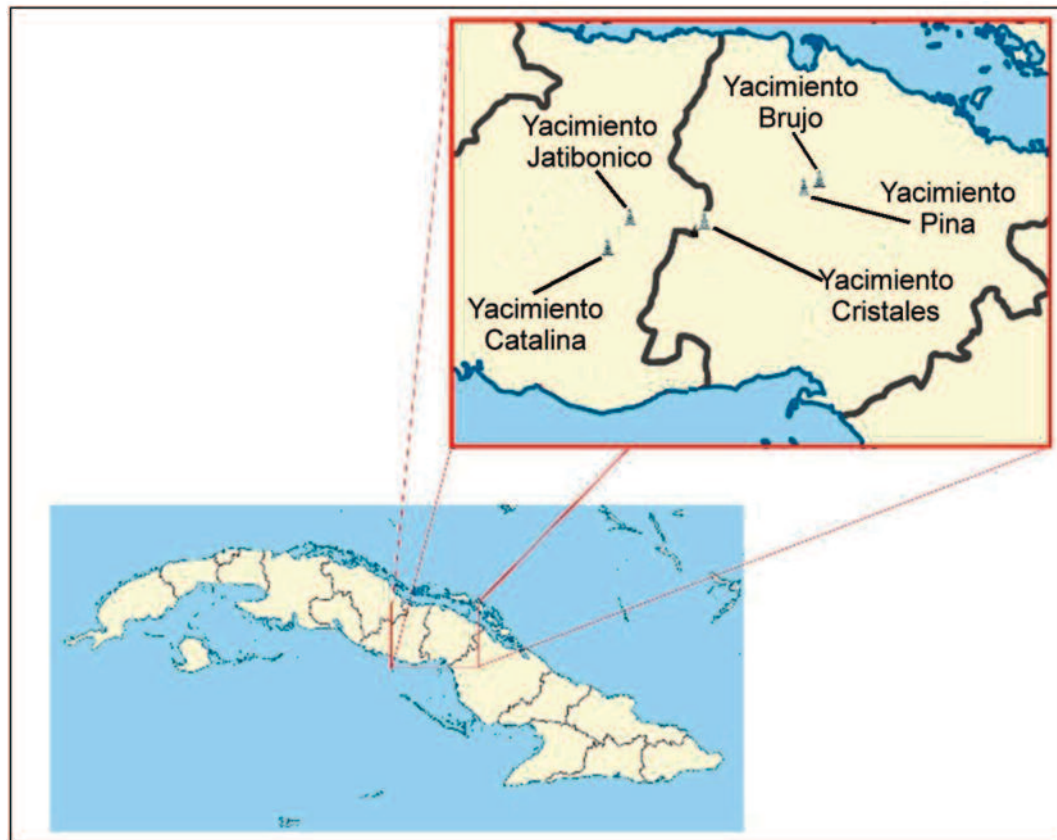 Yacimiento
Brujo
Yacimiento
Jatibonico
Yacimiento
Pina
Yacimiento
Cristales
Yacimiento
Catalina